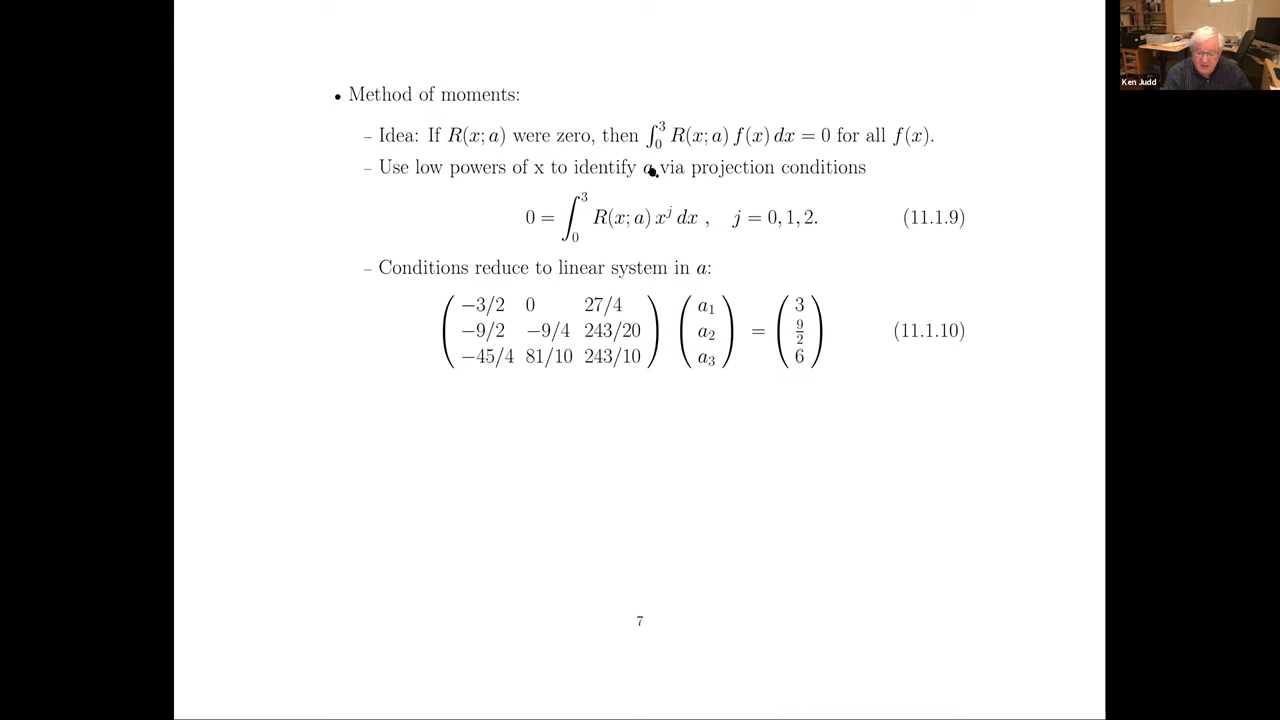 Ken Judd
• Method of moments:
– Idea: If R(x; a) were zero, then ∫₀³ R(x; a) f(x) dx = 0 for all f(x).
– Use low powers of x to identify a via projection conditions
0 = ∫₀³ R(x; a) xʲ dx , j = 0, 1, 2. (11.1.9)
– Conditions reduce to linear system in a:
−3/2 0 27/4 a₁ 3
−9/2 −9/4 243/20 a₂ = 9/2 (11.1.10)
−45/4 81/10 243/10 a₃ 6
7